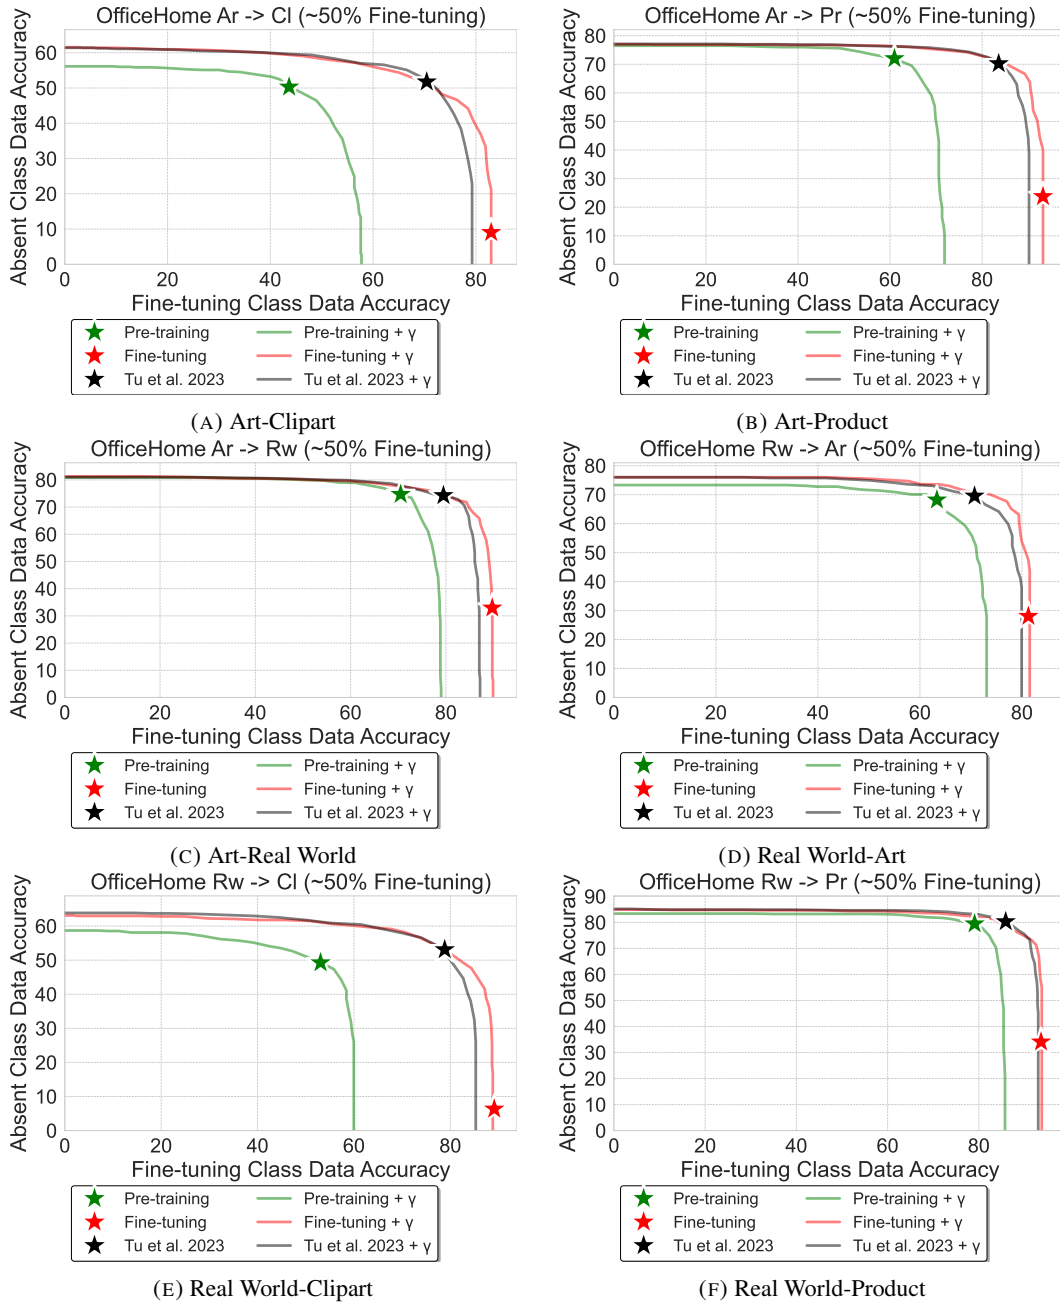 OfficeHome Ar -> Cl (~50% Fine-tuning)
Absent Class Data Accuracy
60
50
40
30
20
10
0
0 20 40 60 80
Fine-tuning Class Data Accuracy
Pre-training Pre-training + γ
Fine-tuning Fine-tuning + γ
Tu et al. 2023 Tu et al. 2023 + γ
(A) Art-Clipart
OfficeHome Ar -> Pr (~50% Fine-tuning)
Absent Class Data Accuracy
80
70
60
50
40
30
20
10
0
0 20 40 60 80
Fine-tuning Class Data Accuracy
Pre-training Pre-training + γ
Fine-tuning Fine-tuning + γ
Tu et al. 2023 Tu et al. 2023 + γ
(B) Art-Product
OfficeHome Ar -> Rw (~50% Fine-tuning)
Absent Class Data Accuracy
80
70
60
50
40
30
20
10
0
0 20 40 60 80
Fine-tuning Class Data Accuracy
Pre-training Pre-training + γ
Fine-tuning Fine-tuning + γ
Tu et al. 2023 Tu et al. 2023 + γ
(C) Art-Real World
OfficeHome Rw -> Ar (~50% Fine-tuning)
Absent Class Data Accuracy
80
70
60
50
40
30
20
10
0
0 20 40 60 80
Fine-tuning Class Data Accuracy
Pre-training Pre-training + γ
Fine-tuning Fine-tuning + γ
Tu et al. 2023 Tu et al. 2023 + γ
(D) Real World-Art
OfficeHome Rw -> Cl (~50% Fine-tuning)
Absent Class Data Accuracy
60
50
40
30
20
10
0
0 20 40 60 80
Fine-tuning Class Data Accuracy
Pre-training Pre-training + γ
Fine-tuning Fine-tuning + γ
Tu et al. 2023 Tu et al. 2023 + γ
(E) Real World-Clipart
OfficeHome Rw -> Pr (~50% Fine-tuning)
Absent Class Data Accuracy
90
80
70
60
50
40
30
20
10
0
0 20 40 60 80
Fine-tuning Class Data Accuracy
Pre-training Pre-training + γ
Fine-tuning Fine-tuning + γ
Tu et al. 2023 Tu et al. 2023 + γ
(F) Real World-Product